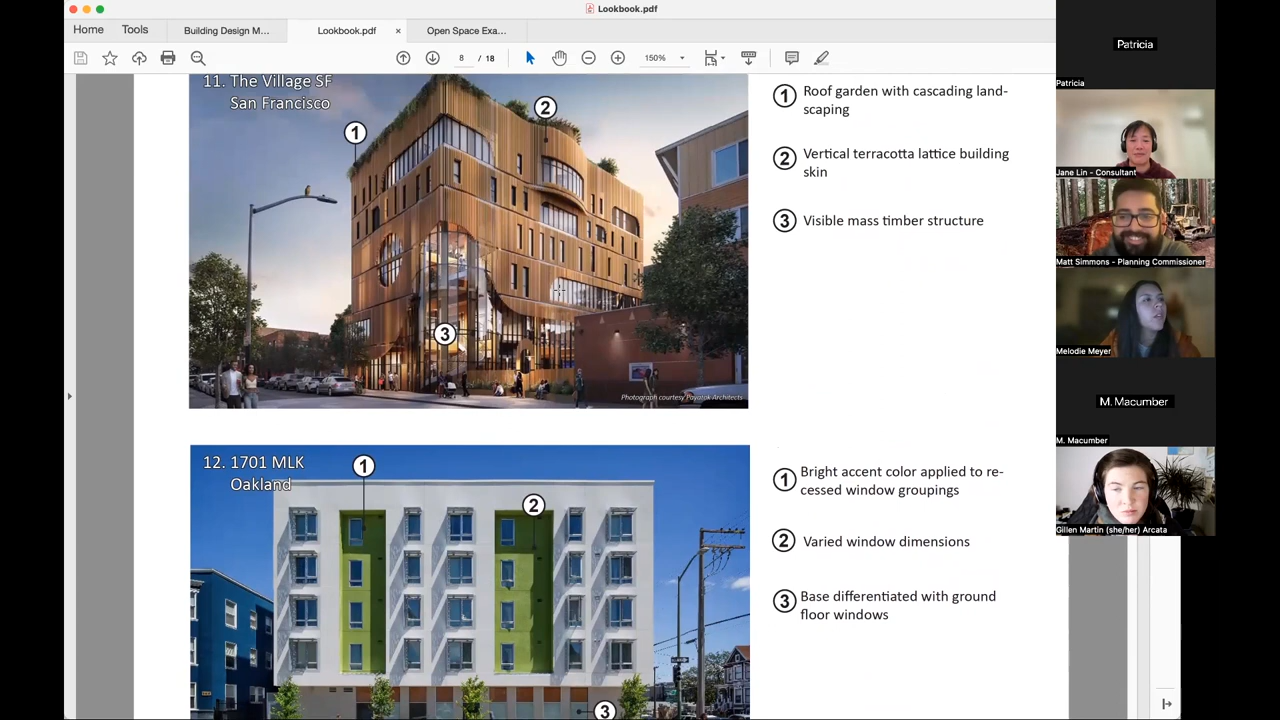 Lookbook.pdf
Home
Tools
Building Design M...
Lookbook.pdf
×
Open Space Exa...
8 / 18
150%
11. The Village SF
San Francisco
1
2
3
Photograph courtesy Pyatok Architects
1 Roof garden with cascading land-
scaping
2 Vertical terracotta lattice building
skin
3 Visible mass timber structure
12. 1701 MLK
Oakland
1
2
3
1 Bright accent color applied to re-
cessed window groupings
2 Varied window dimensions
3 Base differentiated with ground
floor windows
Patricia
Patricia
Jane Lin - Consultant
Matt Simmons - Planning Commissioner
Melodie Meyer
M. Macumber
M. Macumber
Gillen Martin (she/her) Arcata